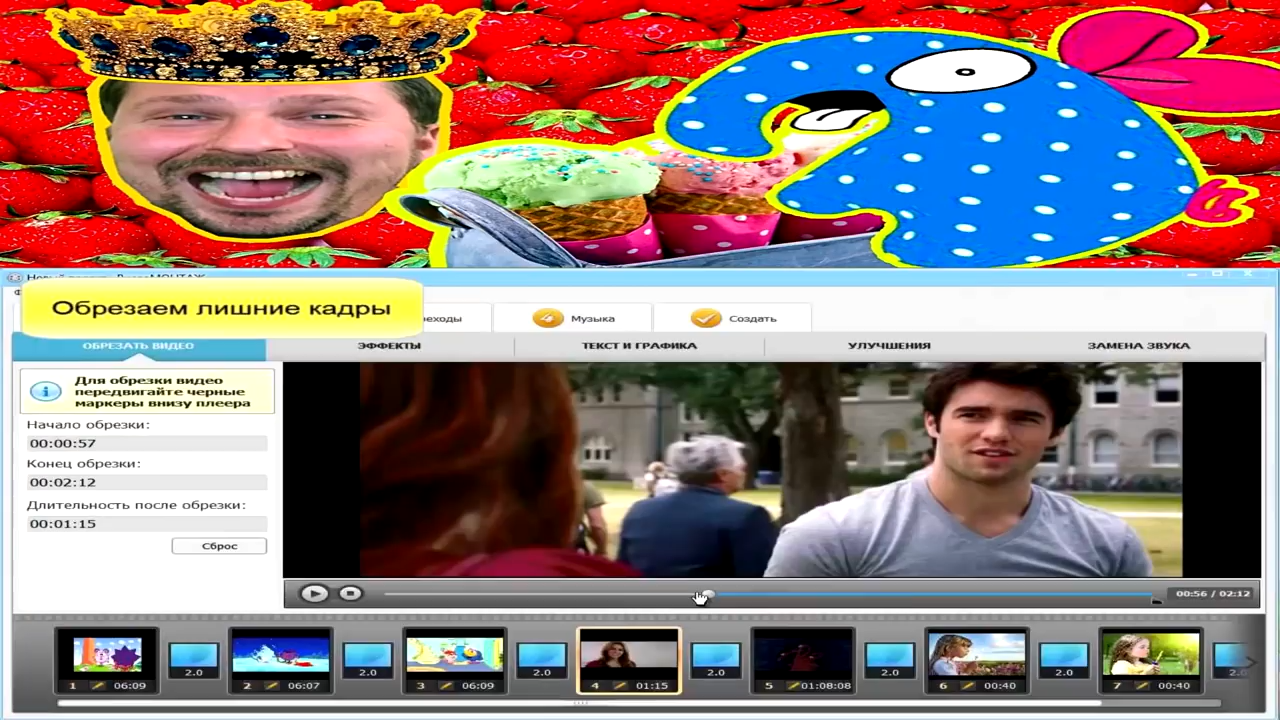 Обрезаем лишние кадры
Музыка
Создать
ОБРЕЗАТЬ ВИДЕО
ЭФФЕКТЫ
ТЕКСТ И ГРАФИКА
УЛУЧШЕНИЯ
ЗАМЕНА ЗВУКА
Для обрезки видео
передвигайте черные
маркеры внизу плеера
Начало обрезки:
00:00:57
Конец обрезки:
00:02:12
Длительность после обрезки:
00:01:15
Сброс
00:56 / 02:12
1 06:09
2.0
2 06:07
2.0
3 06:09
2.0
4 01:15
2.0
5 01:08:08
2.0
6 00:40
2.0
7 00:40
2.0